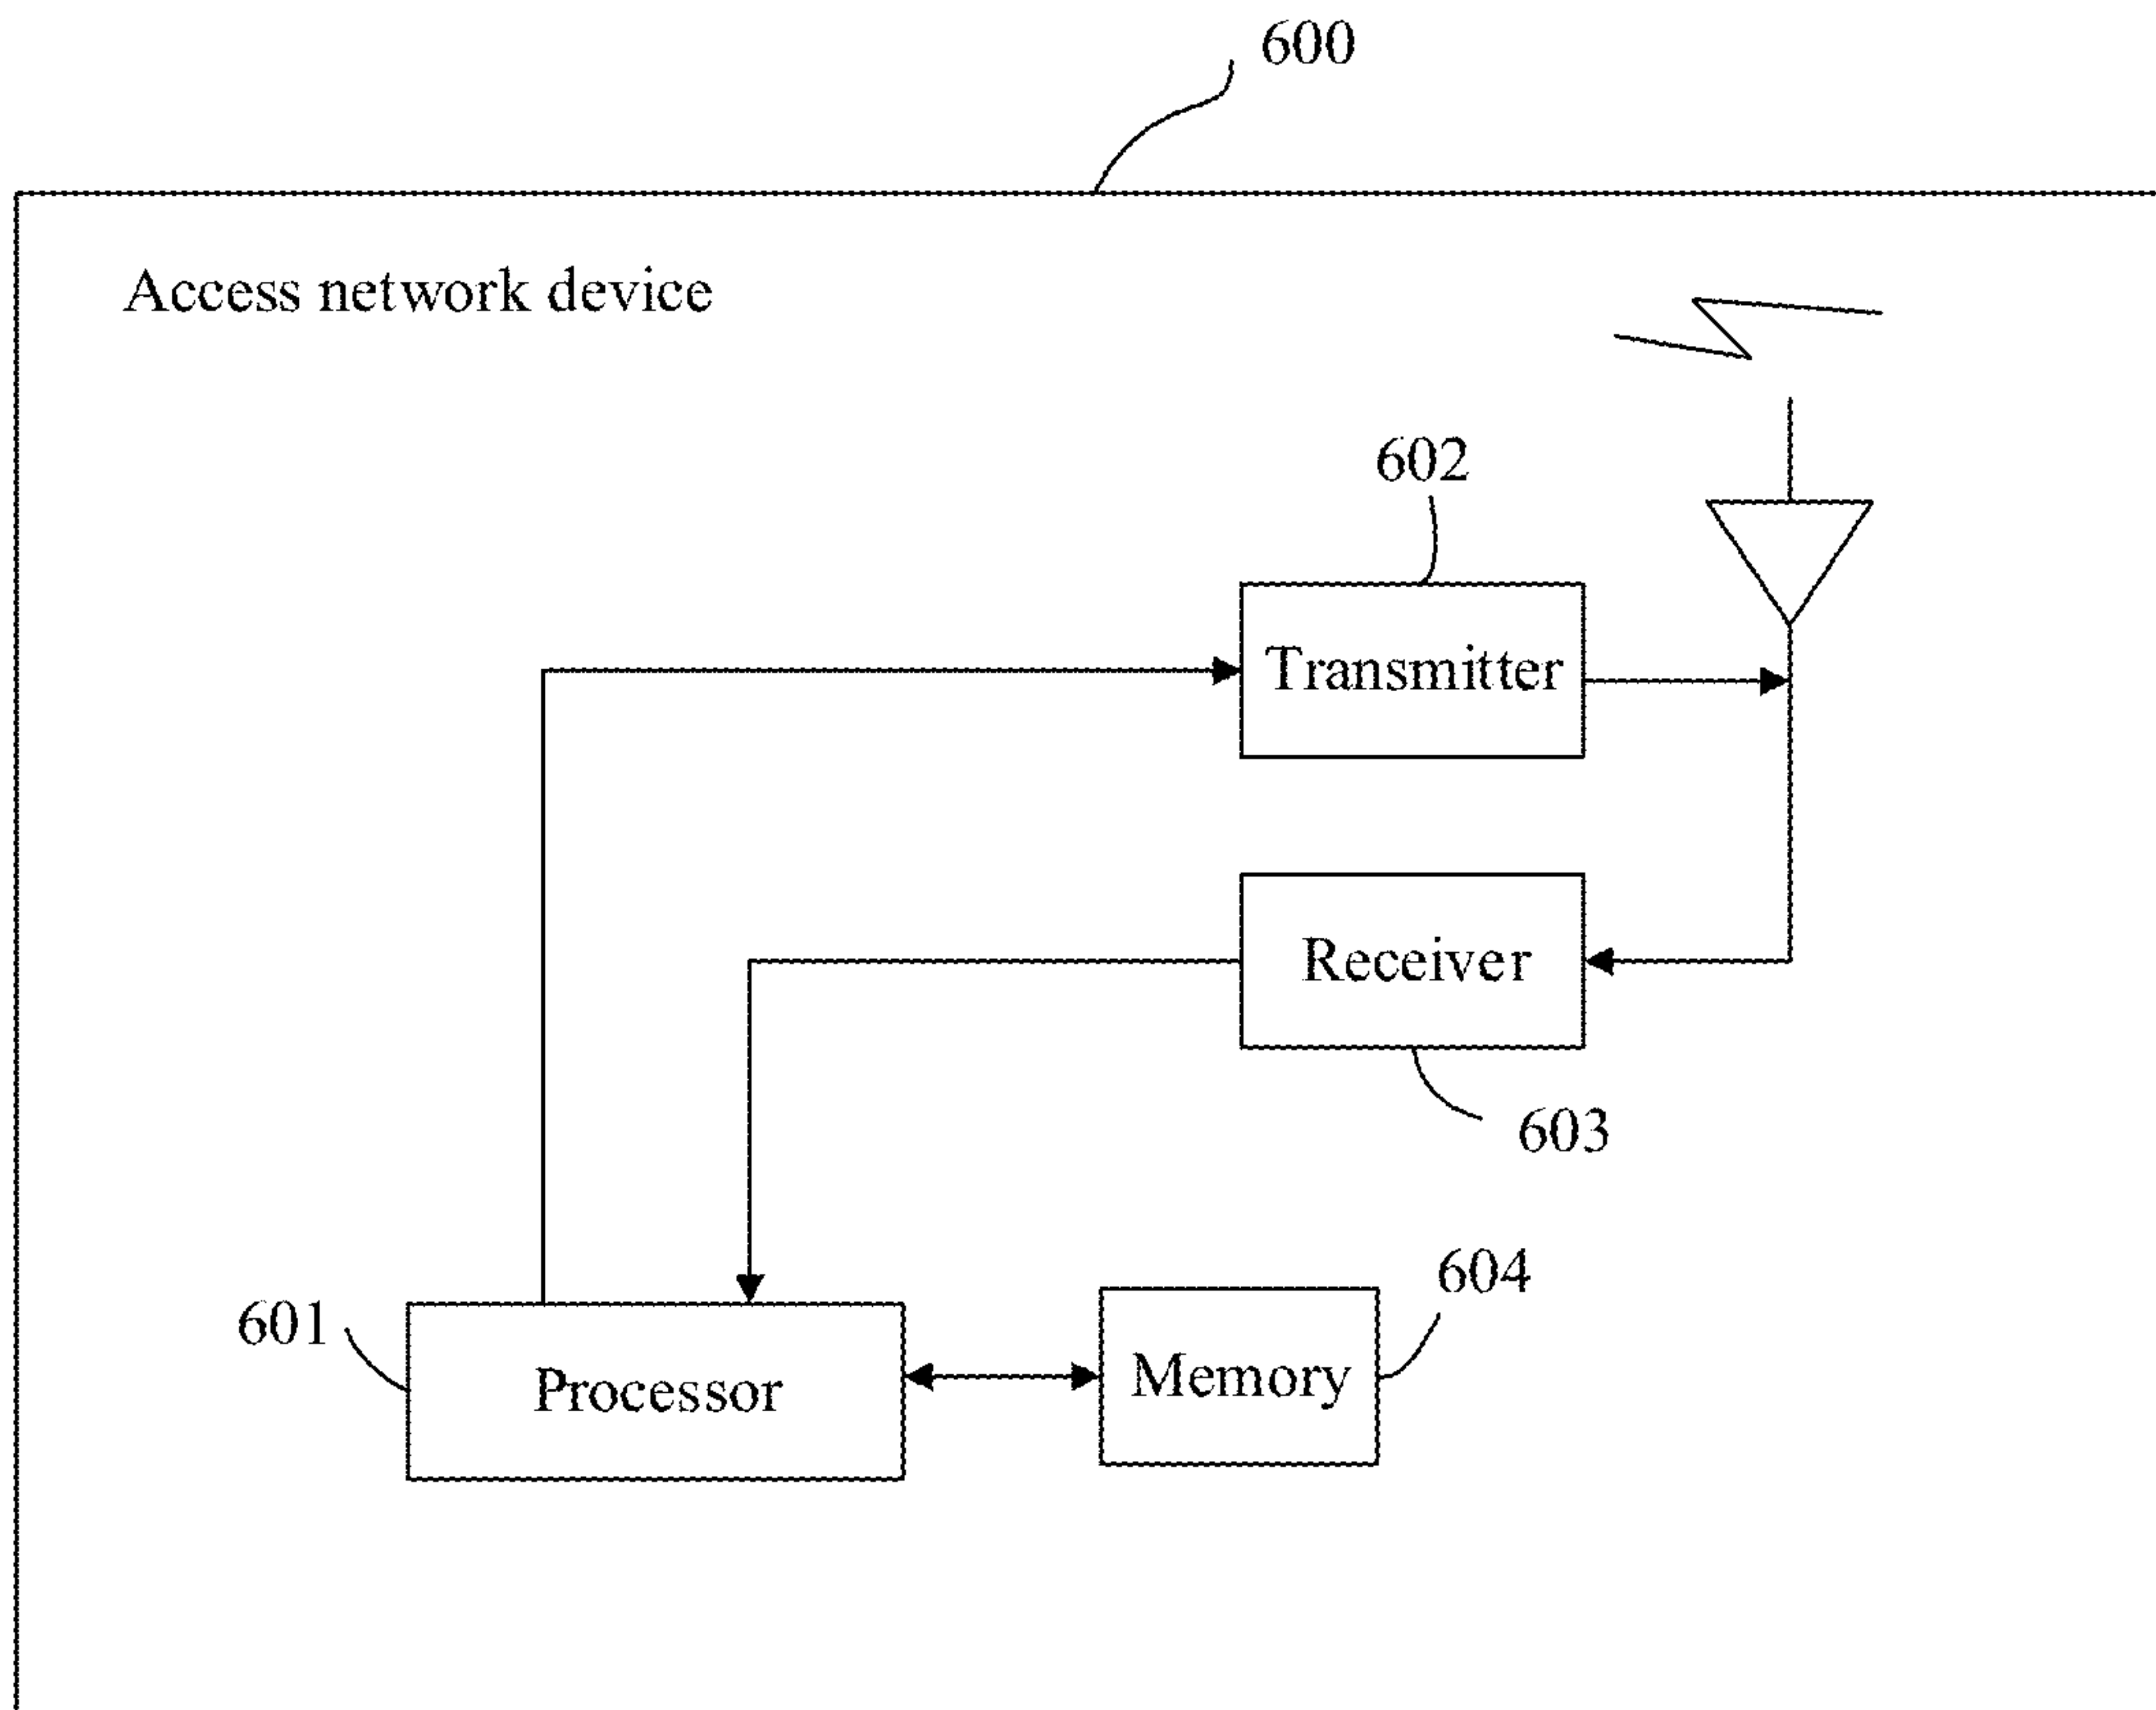 600
Access network device
602
Transmitter
Receiver
603
604
601
Processor
Memory